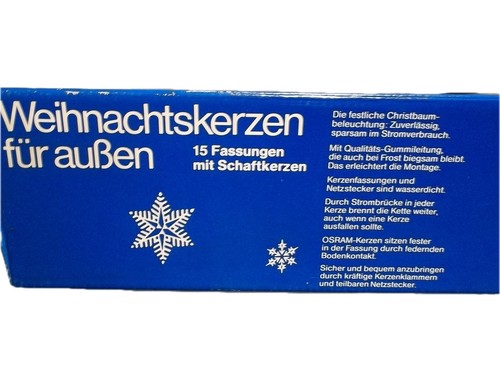 Weihnachtskerzen
für außen
15 Fassungen
mit Schaftkerzen
Die festliche Christbaum-
beleuchtung: Zuverlässig,
sparsam im Stromverbrauch.
Mit Qualitäts-Gummileitung,
die auch bei Frost biegsam bleibt.
Das erleichtert die Montage.
Kerzenfassungen und
Netzstecker sind wasserdicht.
Durch Strombrücke in jeder
Kerze brennt die Kette weiter,
auch wenn eine Kerze
ausfallen sollte.
OSRAM-Kerzen sitzen fester
in der Fassung durch federnden
Bodenkontakt.
Sicher und bequem anzubringen
durch kräftige Kerzenklammern
und teilbaren Netzstecker.